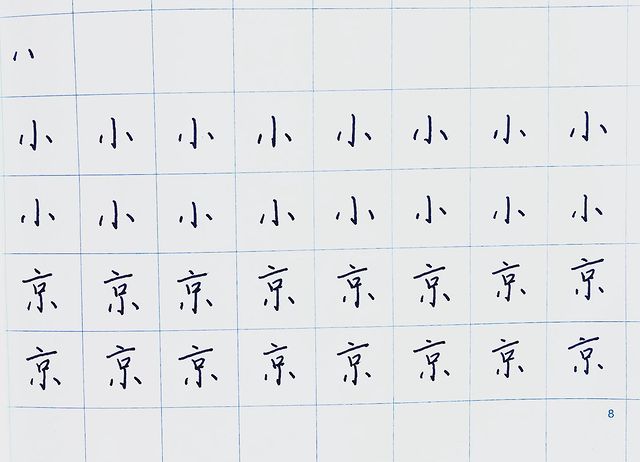 八
小 小 小 小 小 小 小 小
小 小 小 小 小 小 小 小
京 京 京 京 京 京 京 京
京 京 京 京 京 京 京 京
8